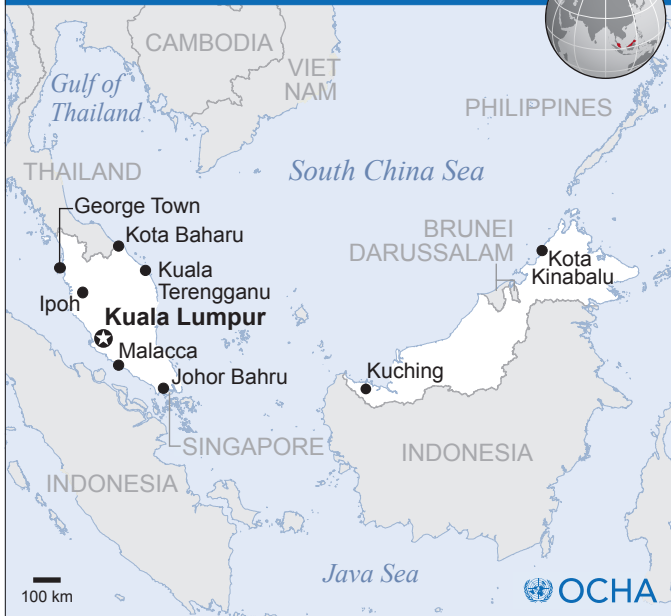 CAMBODIA
VIET
NAM
Gulf of
Thailand
PHILIPPINES
THAILAND
South China Sea
George Town
Kota Baharu
BRUNEI
DARUSSALAM
Kota
Kinabalu
Kuala
Terengganu
Ipoh
Kuala Lumpur
Malacca
Johor Bahru
Kuching
SINGAPORE
INDONESIA
INDONESIA
Java Sea
100 km
OCHA